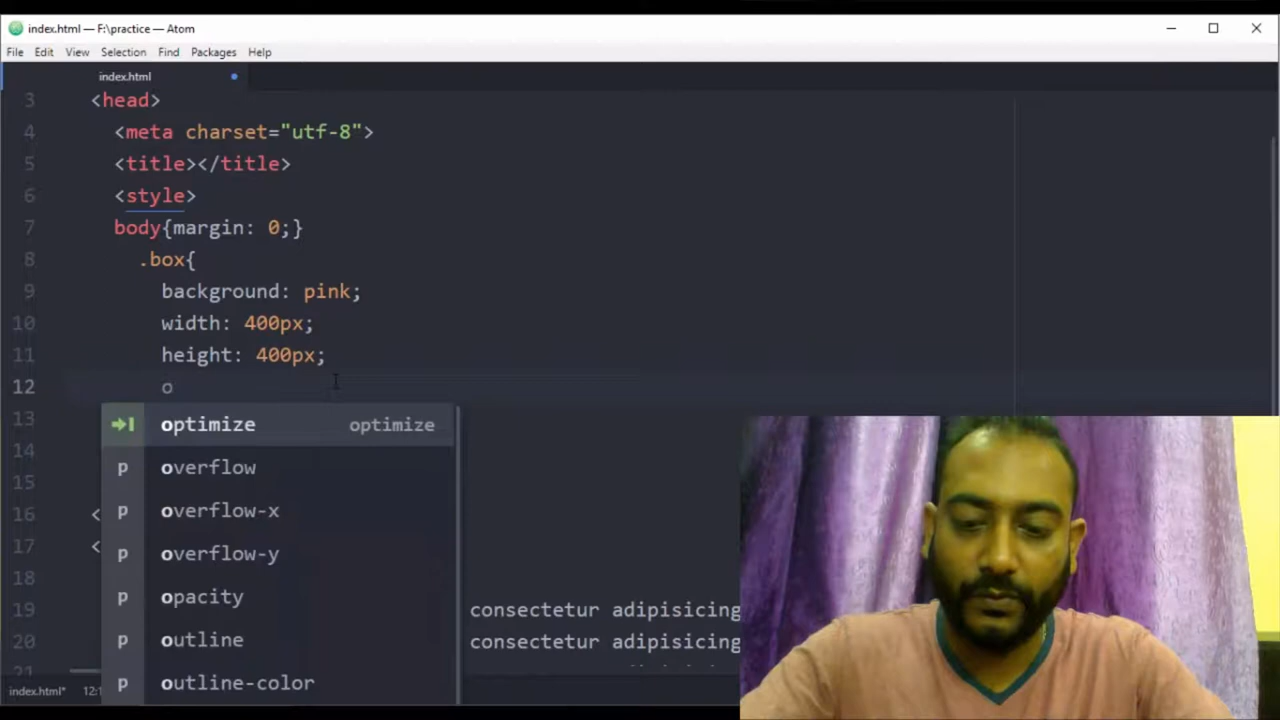 index.html — F:\practice — Atom
File Edit View Selection Find Packages Help
index.html
3 <head>
4 <meta charset="utf-8">
5 <title></title>
6 <style>
7 body{margin: 0;}
8 .box{
9 background: pink;
10 width: 400px;
11 height: 400px;
12 o
13 optimize optimize
14 overflow
15
16 < overflow-x
17 < overflow-y
18 opacity
19 consectetur adipisicing
20 outline consectetur adipisicing
21
outline-color
index.html* 12:1